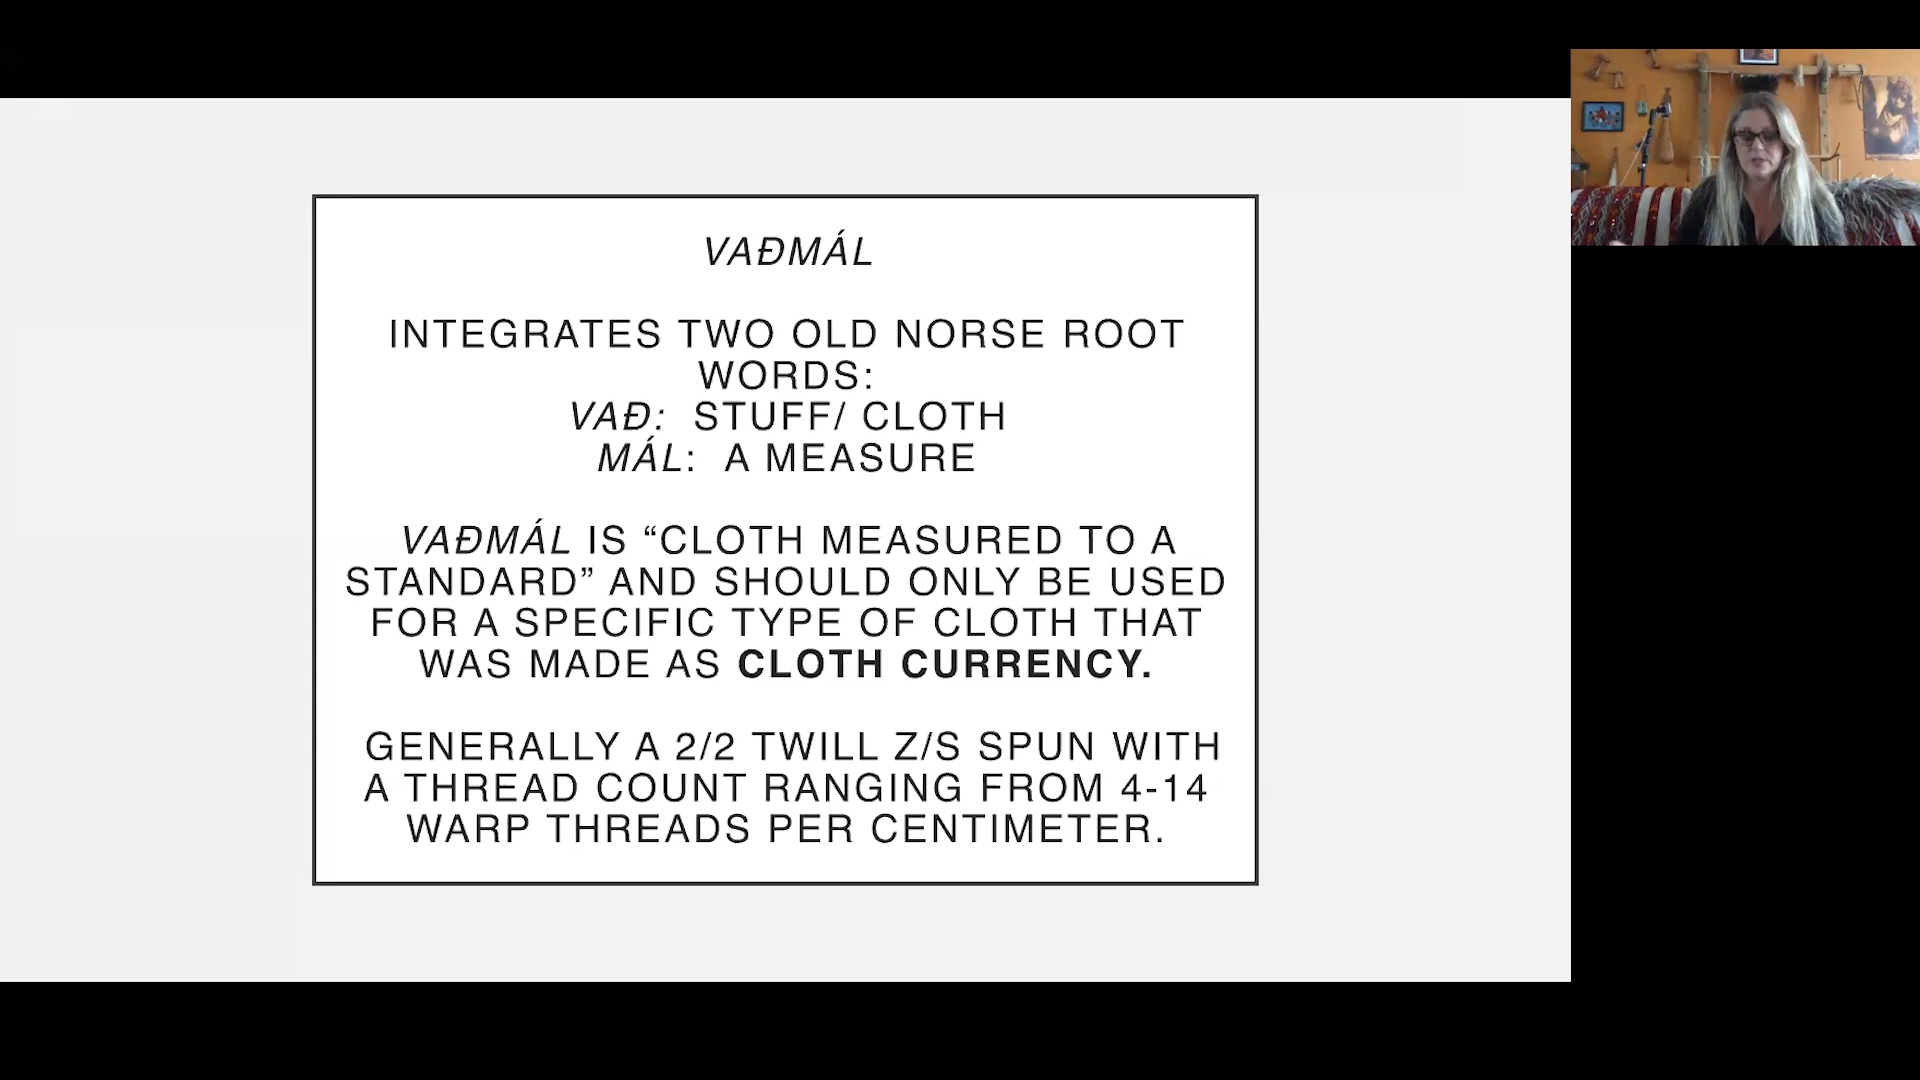 VAÐMÁL
INTEGRATES TWO OLD NORSE ROOT
WORDS:
VAÐ: STUFF/ CLOTH
MÁL: A MEASURE
VAÐMÁL IS “CLOTH MEASURED TO A
STANDARD” AND SHOULD ONLY BE USED
FOR A SPECIFIC TYPE OF CLOTH THAT
WAS MADE AS CLOTH CURRENCY.
GENERALLY A 2/2 TWILL Z/S SPUN WITH
A THREAD COUNT RANGING FROM 4-14
WARP THREADS PER CENTIMETER.